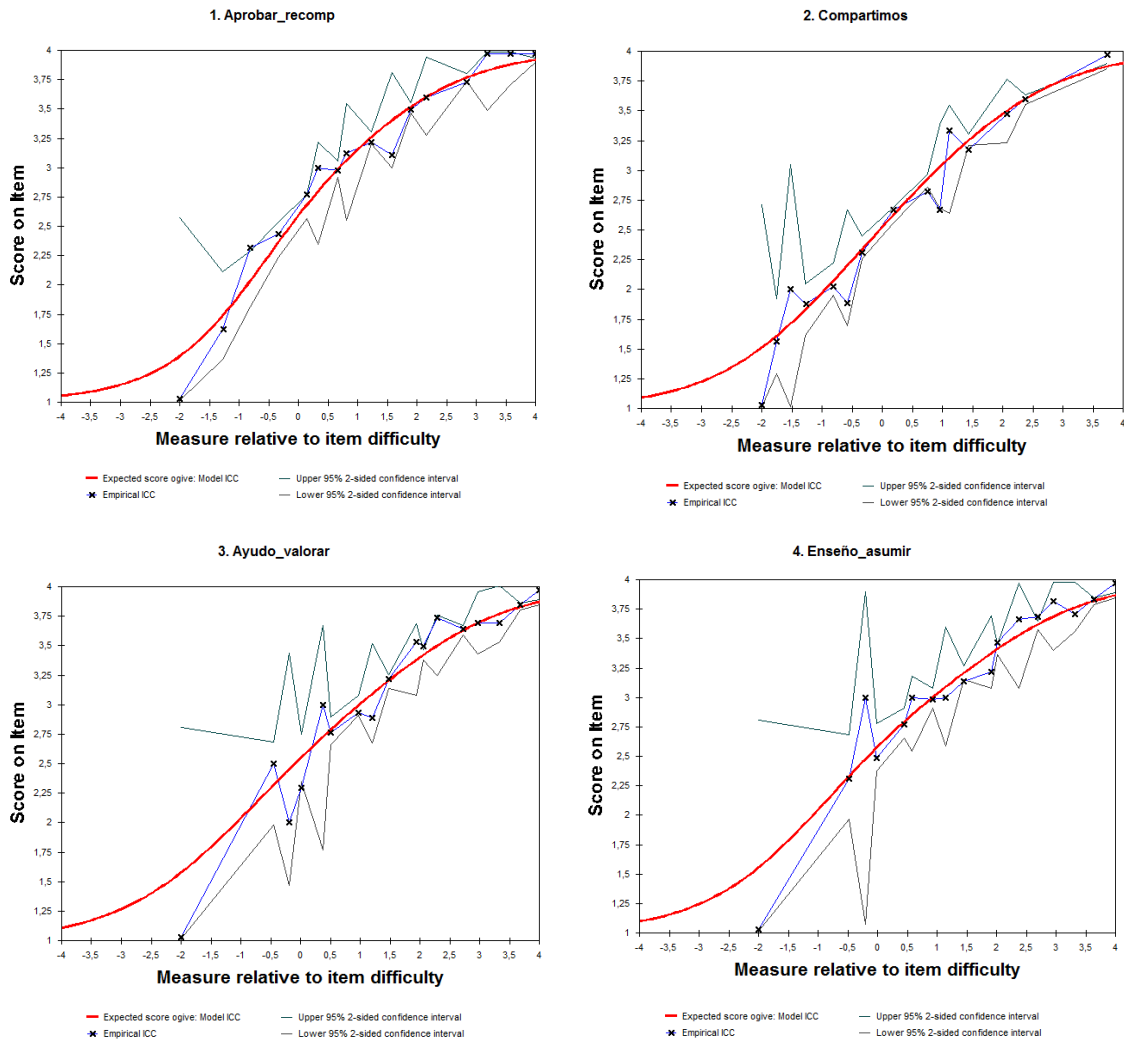 1. Aprobar_recomp
Score on Item
4
3,75
3,5
3,25
3
2,75
2,5
2,25
2
1,75
1,5
1,25
1
-4 -3,5 -3 -2,5 -2 -1,5 -1 -0,5 0 0,5 1 1,5 2 2,5 3 3,5 4
Measure relative to item difficulty
Expected score ogive: Model ICC Upper 95% 2-sided confidence interval
Empirical ICC Lower 95% 2-sided confidence interval
2. Compartimos
Score on Item
4
3,75
3,5
3,25
3
2,75
2,5
2,25
2
1,75
1,5
1,25
1
-4 -3,5 -3 -2,5 -2 -1,5 -1 -0,5 0 0,5 1 1,5 2 2,5 3 3,5 4
Measure relative to item difficulty
Expected score ogive: Model ICC Upper 95% 2-sided confidence interval
Empirical ICC Lower 95% 2-sided confidence interval
3. Ayudo_valorar
Score on Item
4
3,75
3,5
3,25
3
2,75
2,5
2,25
2
1,75
1,5
1,25
1
-4 -3,5 -3 -2,5 -2 -1,5 -1 -0,5 0 0,5 1 1,5 2 2,5 3 3,5 4
Measure relative to item difficulty
Expected score ogive: Model ICC Upper 95% 2-sided confidence interval
Empirical ICC Lower 95% 2-sided confidence interval
4. Enseño_asumir
Score on Item
4
3,75
3,5
3,25
3
2,75
2,5
2,25
2
1,75
1,5
1,25
1
-4 -3,5 -3 -2,5 -2 -1,5 -1 -0,5 0 0,5 1 1,5 2 2,5 3 3,5 4
Measure relative to item difficulty
Expected score ogive: Model ICC Upper 95% 2-sided confidence interval
Empirical ICC Lower 95% 2-sided confidence interval